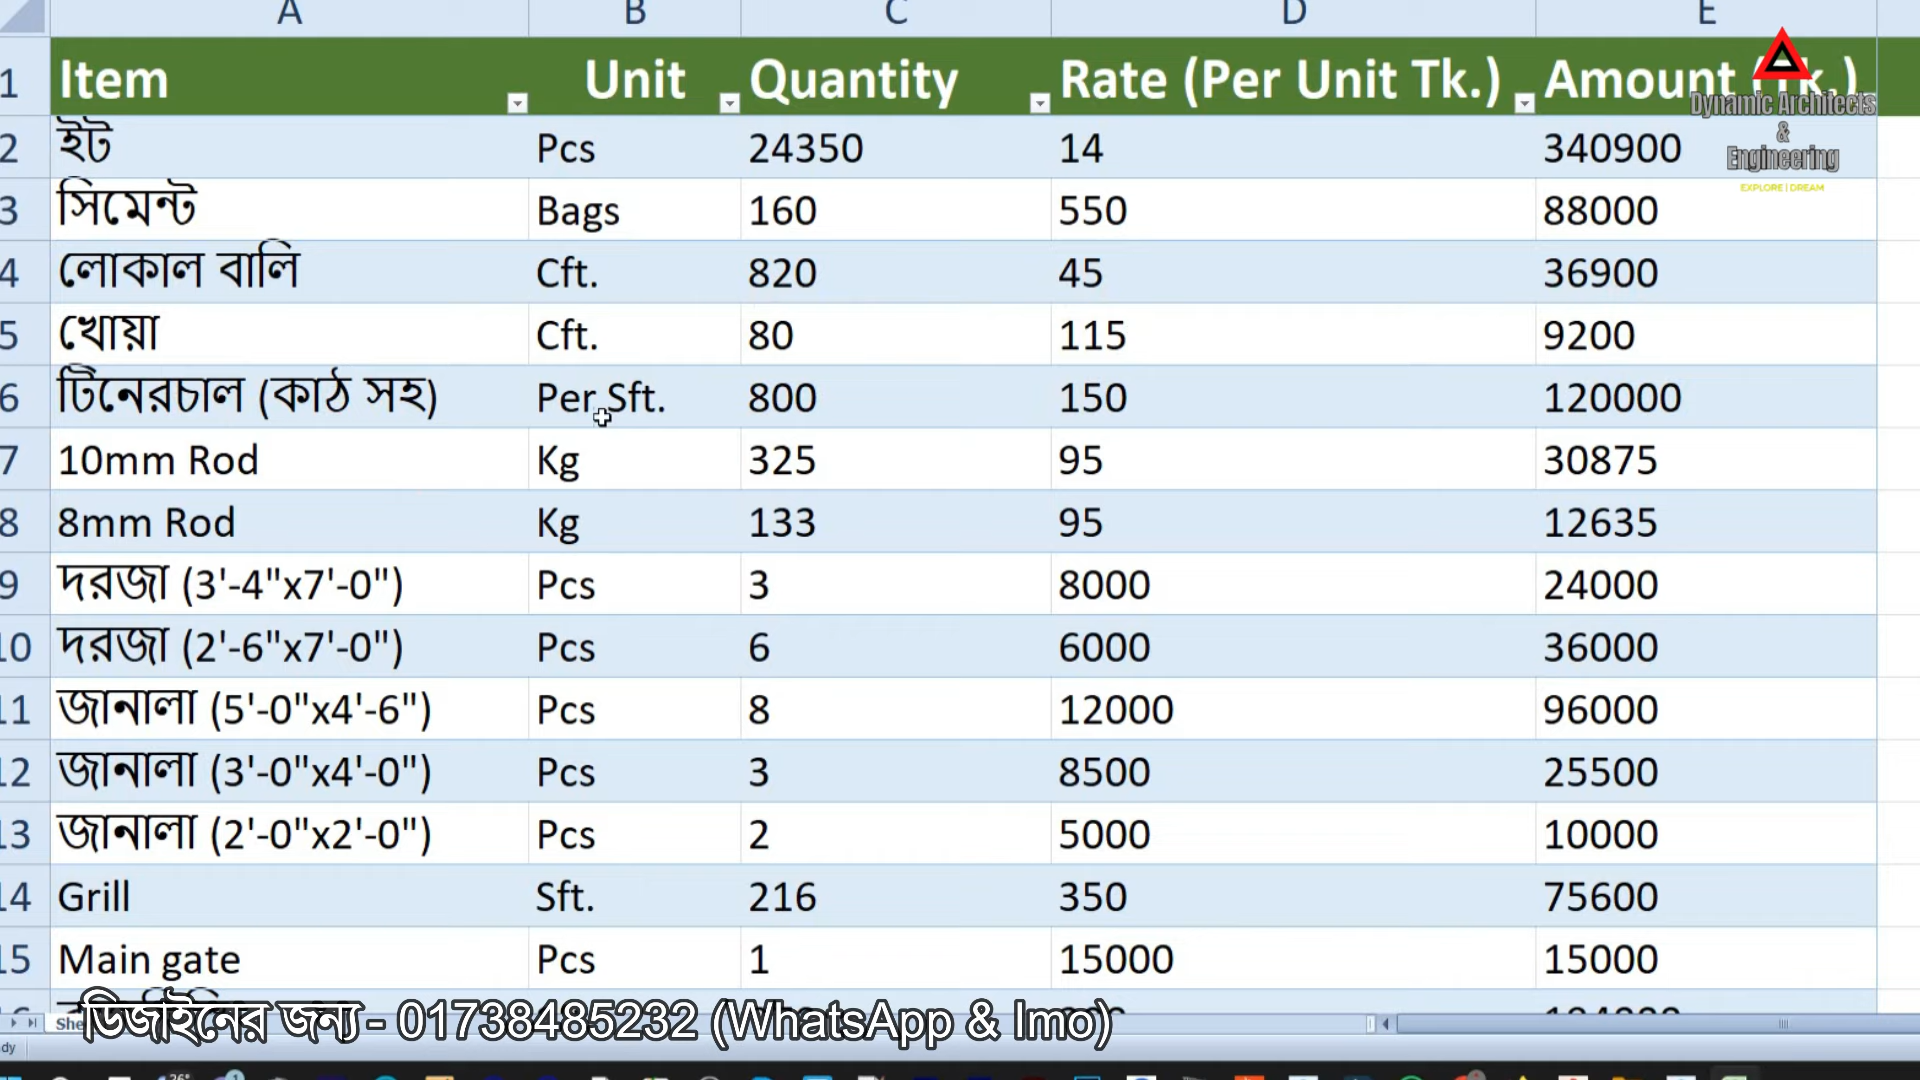 A B C D E
1 Item Unit Quantity Rate (Per Unit Tk.) Amount (Tk.)
Dynamic Architects
&
Engineering
EXPLORE | DREAM
2 ইট Pcs 24350 14 340900
3 সিমেন্ট Bags 160 550 88000
4 লোকাল বালি Cft. 820 45 36900
5 খোয়া Cft. 80 115 9200
6 টিনেরচাল (কাঠ সহ) Per Sft. 800 150 120000
7 10mm Rod Kg 325 95 30875
8 8mm Rod Kg 133 95 12635
9 দরজা (3'-4"x7'-0") Pcs 3 8000 24000
10 দরজা (2'-6"x7'-0") Pcs 6 6000 36000
11 জানালা (5'-0"x4'-6") Pcs 8 12000 96000
12 জানালা (3'-0"x4'-0") Pcs 3 8500 25500
13 জানালা (2'-0"x2'-0") Pcs 2 5000 10000
14 Grill Sft. 216 350 75600
15 Main gate Pcs 1 15000 15000
ডিজাইনের জন্য - 01738485232 (WhatsApp & Imo)
26°